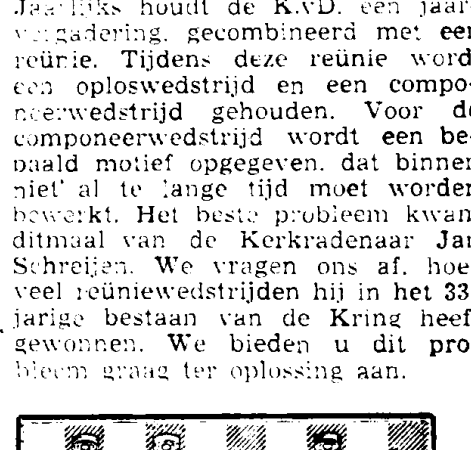 Jaarlijks houdt de K.v.D. een jaar-
vergadering, gecombineerd met een
reünie. Tijdens deze reünie word
een oploswedstrijd en een compo-
neerwedstrijd gehouden. Voor de
componeerwedstrijd wordt een be-
paald motief opgegeven. dat binnen
niet' al te lange tijd moet worden
bewerkt. Het beste probleem kwam
ditmaal van de Kerkradenaar Jan
Schreijen. We vragen ons af, hoe-
veel reüniewedstrijden hij in het 33-
jarige bestaan van de Kring heef
gewonnen. We bieden u dit pro-
bleem graag ter oplossing aan.